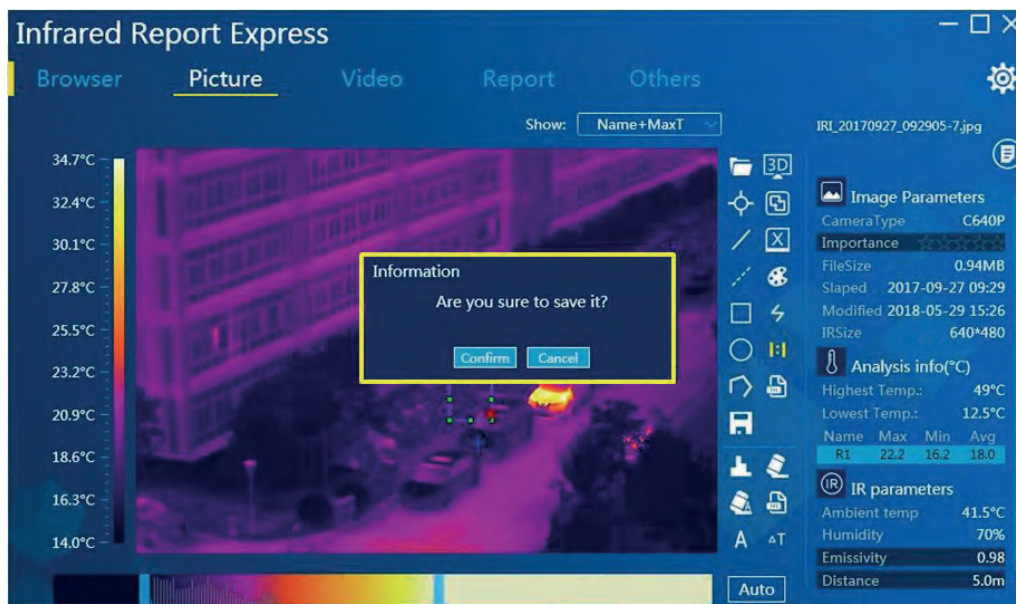 Infrared Report Express
Browser Picture Video Report Others
Show: Name+MaxT
IRI_20170927_092905-7.jpg
34.7°C
32.4°C
30.1°C
27.8°C
25.5°C
23.2°C
20.9°C
18.6°C
16.3°C
14.0°C
Information
Are you sure to save it?
Confirm Cancel
3D
X
1:1
A ΔT
Auto
Image Parameters
CameraType C640P
Importance
FileSize 0.94MB
Slaped 2017-09-27 09:29
Modified 2018-05-29 15:26
IRSize 640*480
Analysis info(°C)
Highest Temp.: 49°C
Lowest Temp.: 12.5°C
Name Max Min Avg
R1 22.2 16.2 18.0
IR IR parameters
Ambient temp 41.5°C
Humidity 70%
Emissivity 0.98
Distance 5.0m